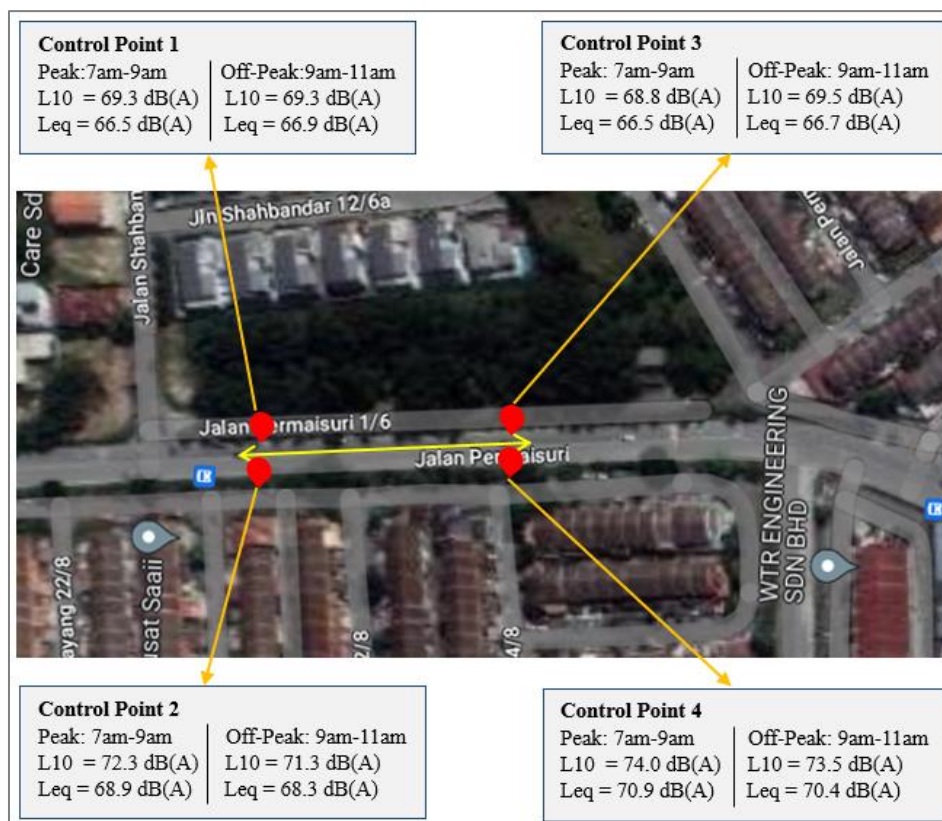 Control Point 1
Peak:7am-9am Off-Peak:9am-11am
L10 = 69.3 dB(A) L10 = 69.3 dB(A)
Leq = 66.5 dB(A) Leq = 66.9 dB(A)
Control Point 3
Peak: 7am-9am Off-Peak: 9am-11am
L10 = 68.8 dB(A) L10 = 69.5 dB(A)
Leq = 66.5 dB(A) Leq = 66.7 dB(A)
Care Sd
Jalan Shahban
Jln Shahbandar 12/6a
Jalan Perm
Jalan Permaisuri 1/6
Jalan Permaisuri
WTR ENGINEERING
SDN BHD
ayang 22/8
usat Saaji
2/8
4/8
Control Point 2
Peak: 7am-9am Off-Peak: 9am-11am
L10 = 72.3 dB(A) L10 = 71.3 dB(A)
Leq = 68.9 dB(A) Leq = 68.3 dB(A)
Control Point 4
Peak: 7am-9am Off-Peak: 9am-11am
L10 = 74.0 dB(A) L10 = 73.5 dB(A)
Leq = 70.9 dB(A) Leq = 70.4 dB(A)